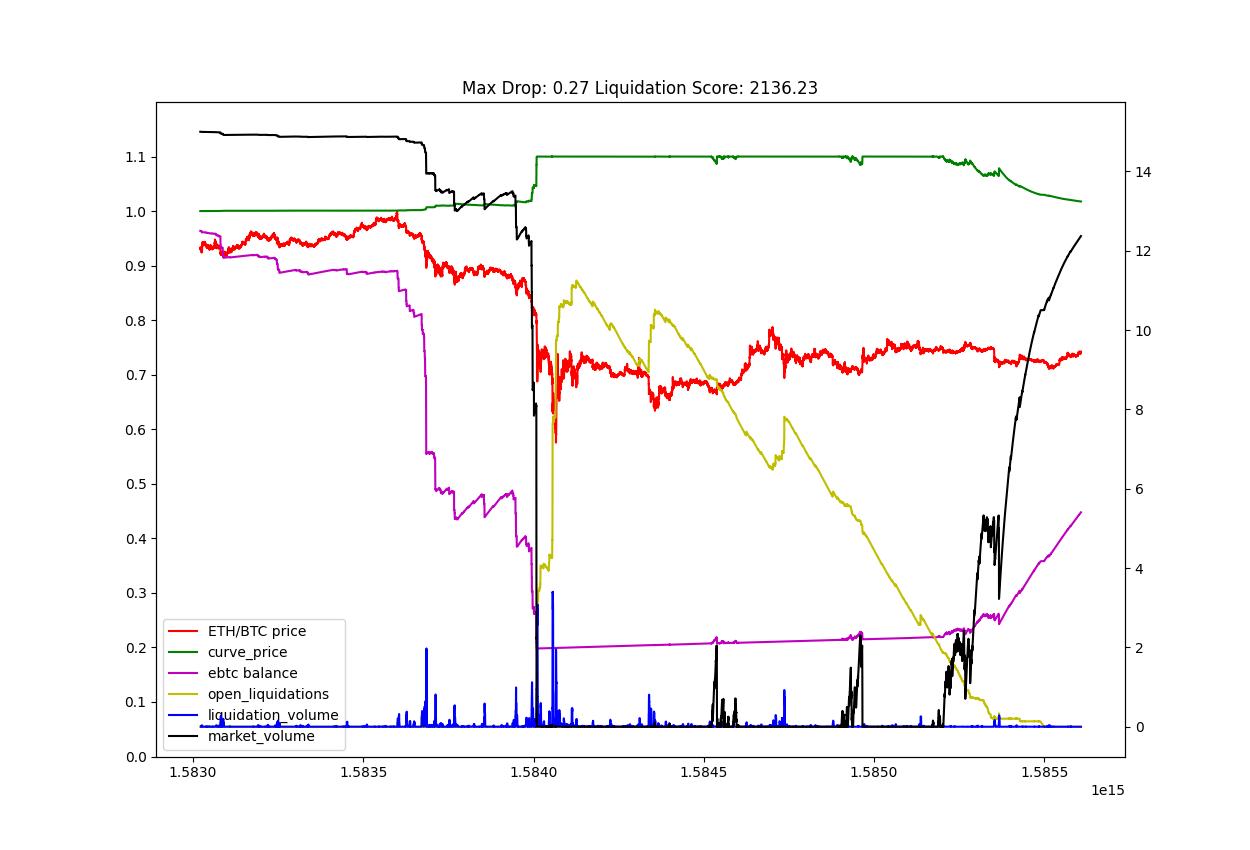 Max Drop: 0.27 Liquidation Score: 2136.23
1.1
1.0
0.9
0.8
0.7
0.6
0.5
0.4
0.3
0.2
0.1
0.0
14
12
10
8
6
4
2
0
ETH/BTC price
curve_price
ebtc balance
open_liquidations
liquidation_volume
market_volume
1.5830 1.5835 1.5840 1.5845 1.5850 1.5855
1e15